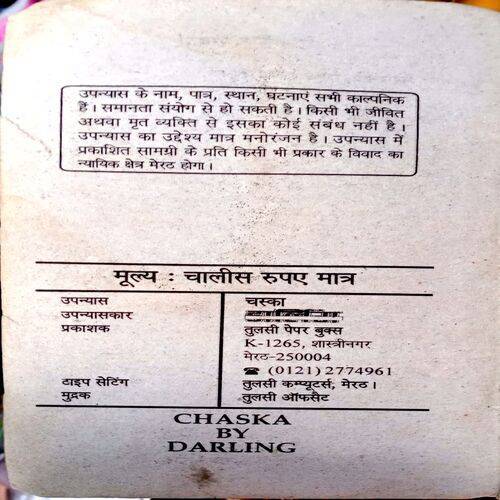 उपन्यास के नाम, पात्र, स्थान, घटनाएं सभी काल्पनिक
हैं। समानता संयोग से हो सकती है। किसी भी जीवित
अथवा मृत व्यक्ति से इसका कोई संबंध नहीं है।
उपन्यास का उद्देश्य मात्र मनोरंजन है। उपन्यास में
प्रकाशित सामग्री के प्रति किसी भी प्रकार के विवाद का
न्यायिक क्षेत्र मेरठ होगा।
मूल्य : चालीस रुपए मात्र
उपन्यास चस्का
उपन्यासकार
प्रकाशक तुलसी पेपर बुक्स
K-1265, शास्त्रीनगर
मेरठ-250004
☎ (0121) 2774961
टाइप सेटिंग तुलसी कम्प्यूटर्स, मेरठ।
मुद्रक तुलसी ऑफसैट
CHASKA
BY
DARLING